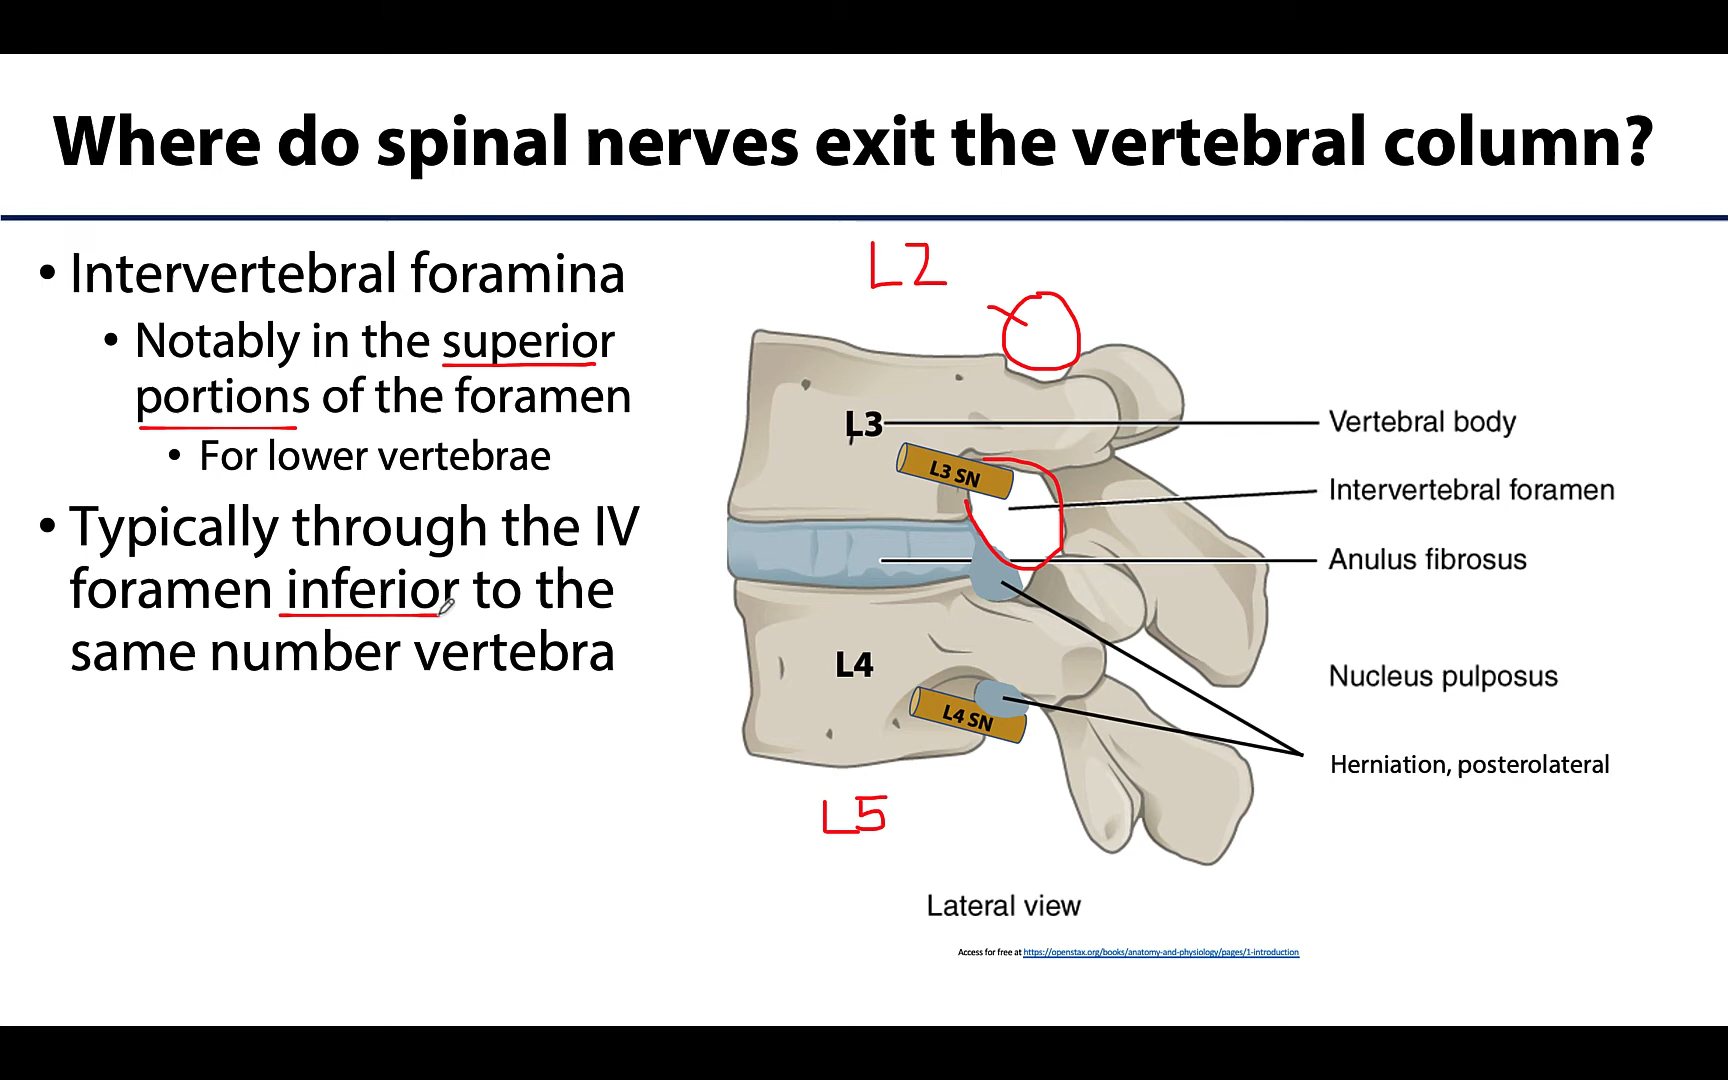 Where do spinal nerves exit the vertebral column?
• Intervertebral foramina
• Notably in the superior
portions of the foramen
• For lower vertebrae
• Typically through the IV
foramen inferior to the
same number vertebra
L2
L3
L3 SN
L4
L4 SN
L5
Vertebral body
Intervertebral foramen
Anulus fibrosus
Nucleus pulposus
Herniation, posterolateral
Lateral view
Access for free at https://openstax.org/books/anatomy-and-physiology/pages/1-introduction